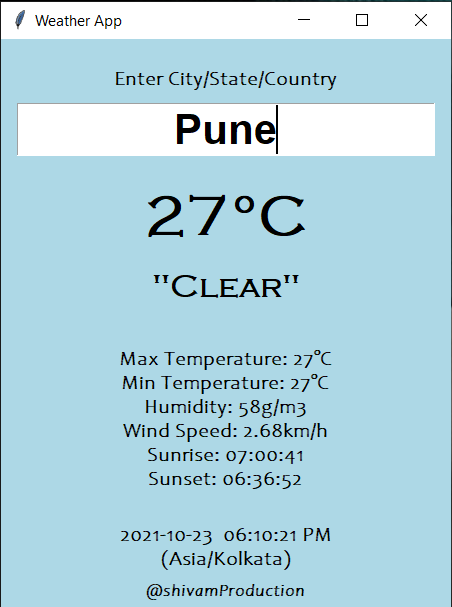 Weather App
Enter City/State/Country
Pune
27°C
"Clear"
Max Temperature: 27°C
Min Temperature: 27°C
Humidity: 58g/m3
Wind Speed: 2.68km/h
Sunrise: 07:00:41
Sunset: 06:36:52
2021-10-23 06:10:21 PM
(Asia/Kolkata)
@shivamProduction